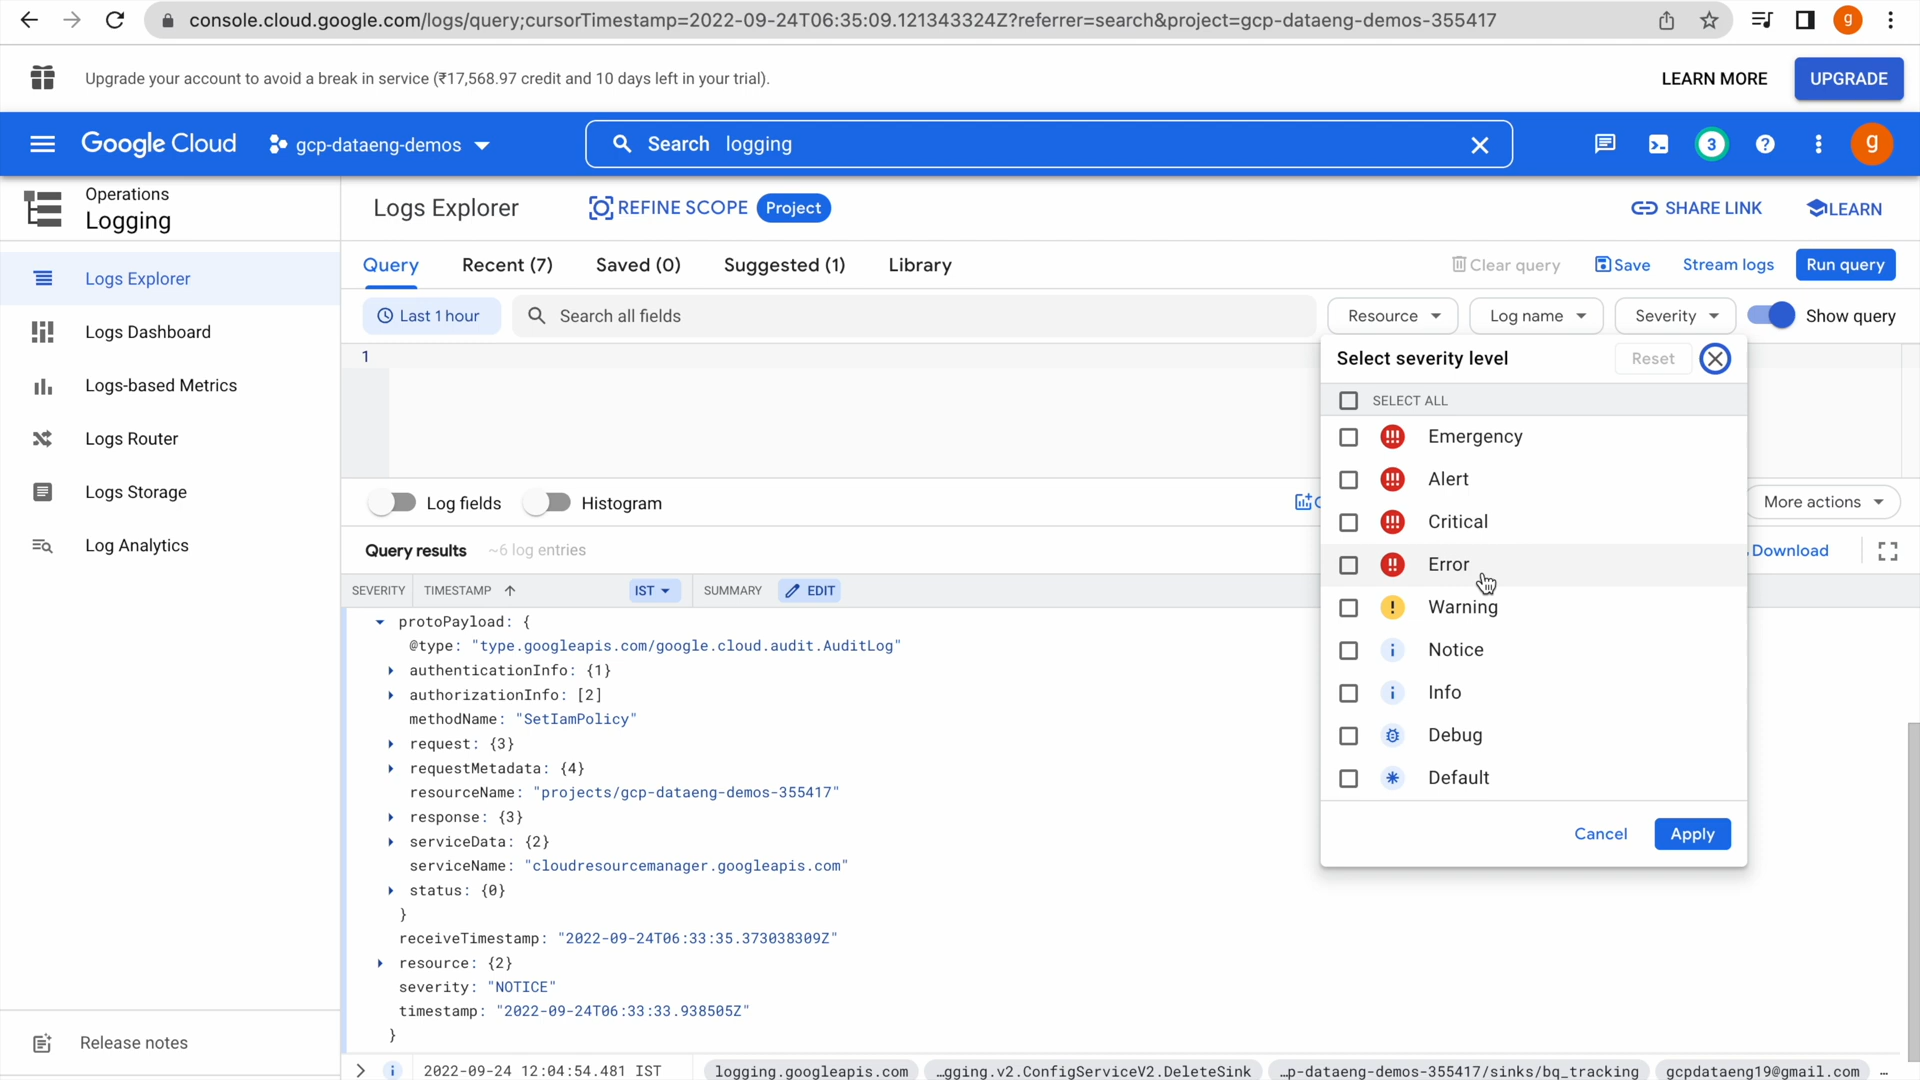 console.cloud.google.com/logs/query;cursorTimestamp=2022-09-24T06:35:09.121343324Z?referrer=search&project=gcp-dataeng-demos-355417
g
Upgrade your account to avoid a break in service (₹17,568.97 credit and 10 days left in your trial).
LEARN MORE
UPGRADE
Google Cloud
gcp-dataeng-demos
Search logging
3
g
Operations
Logging
Logs Explorer
REFINE SCOPE
Project
SHARE LINK
LEARN
Logs Explorer
Logs Dashboard
Logs-based Metrics
Logs Router
Logs Storage
Log Analytics
Release notes
Query
Recent (7)
Saved (0)
Suggested (1)
Library
Clear query
Save
Stream logs
Run query
Last 1 hour
Search all fields
Resource
Log name
Severity
Show query
1
Select severity level
Reset
SELECT ALL
Emergency
Alert
Critical
Error
Warning
Notice
Info
Debug
Default
Cancel
Apply
Log fields
Histogram
More actions
Query results
~6 log entries
Download
SEVERITY
TIMESTAMP
IST
SUMMARY
EDIT
protoPayload: {
@type: "type.googleapis.com/google.cloud.audit.AuditLog"
authenticationInfo: {1}
authorizationInfo: [2]
methodName: "SetIamPolicy"
request: {3}
requestMetadata: {4}
resourceName: "projects/gcp-dataeng-demos-355417"
response: {3}
serviceData: {2}
serviceName: "cloudresourcemanager.googleapis.com"
status: {0}
}
receiveTimestamp: "2022-09-24T06:33:35.373038309Z"
resource: {2}
severity: "NOTICE"
timestamp: "2022-09-24T06:33:33.938505Z"
}
2022-09-24 12:04:54.481 IST
logging.googleapis.com
…gging.v2.ConfigServiceV2.DeleteSink
…p-dataeng-demos-355417/sinks/bq_tracking
gcpdataeng19@gmail.com
…